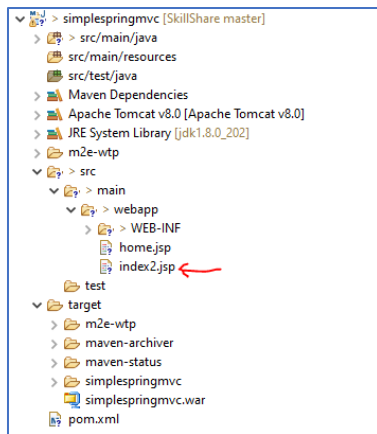 > simplespringmvc [SkillShare master]
> src/main/java
src/main/resources
src/test/java
Maven Dependencies
Apache Tomcat v8.0 [Apache Tomcat v8.0]
JRE System Library [jdk1.8.0_202]
m2e-wtp
> src
> main
> webapp
> WEB-INF
home.jsp
index2.jsp
test
target
m2e-wtp
maven-archiver
maven-status
simplespringmvc
simplespringmvc.war
pom.xml